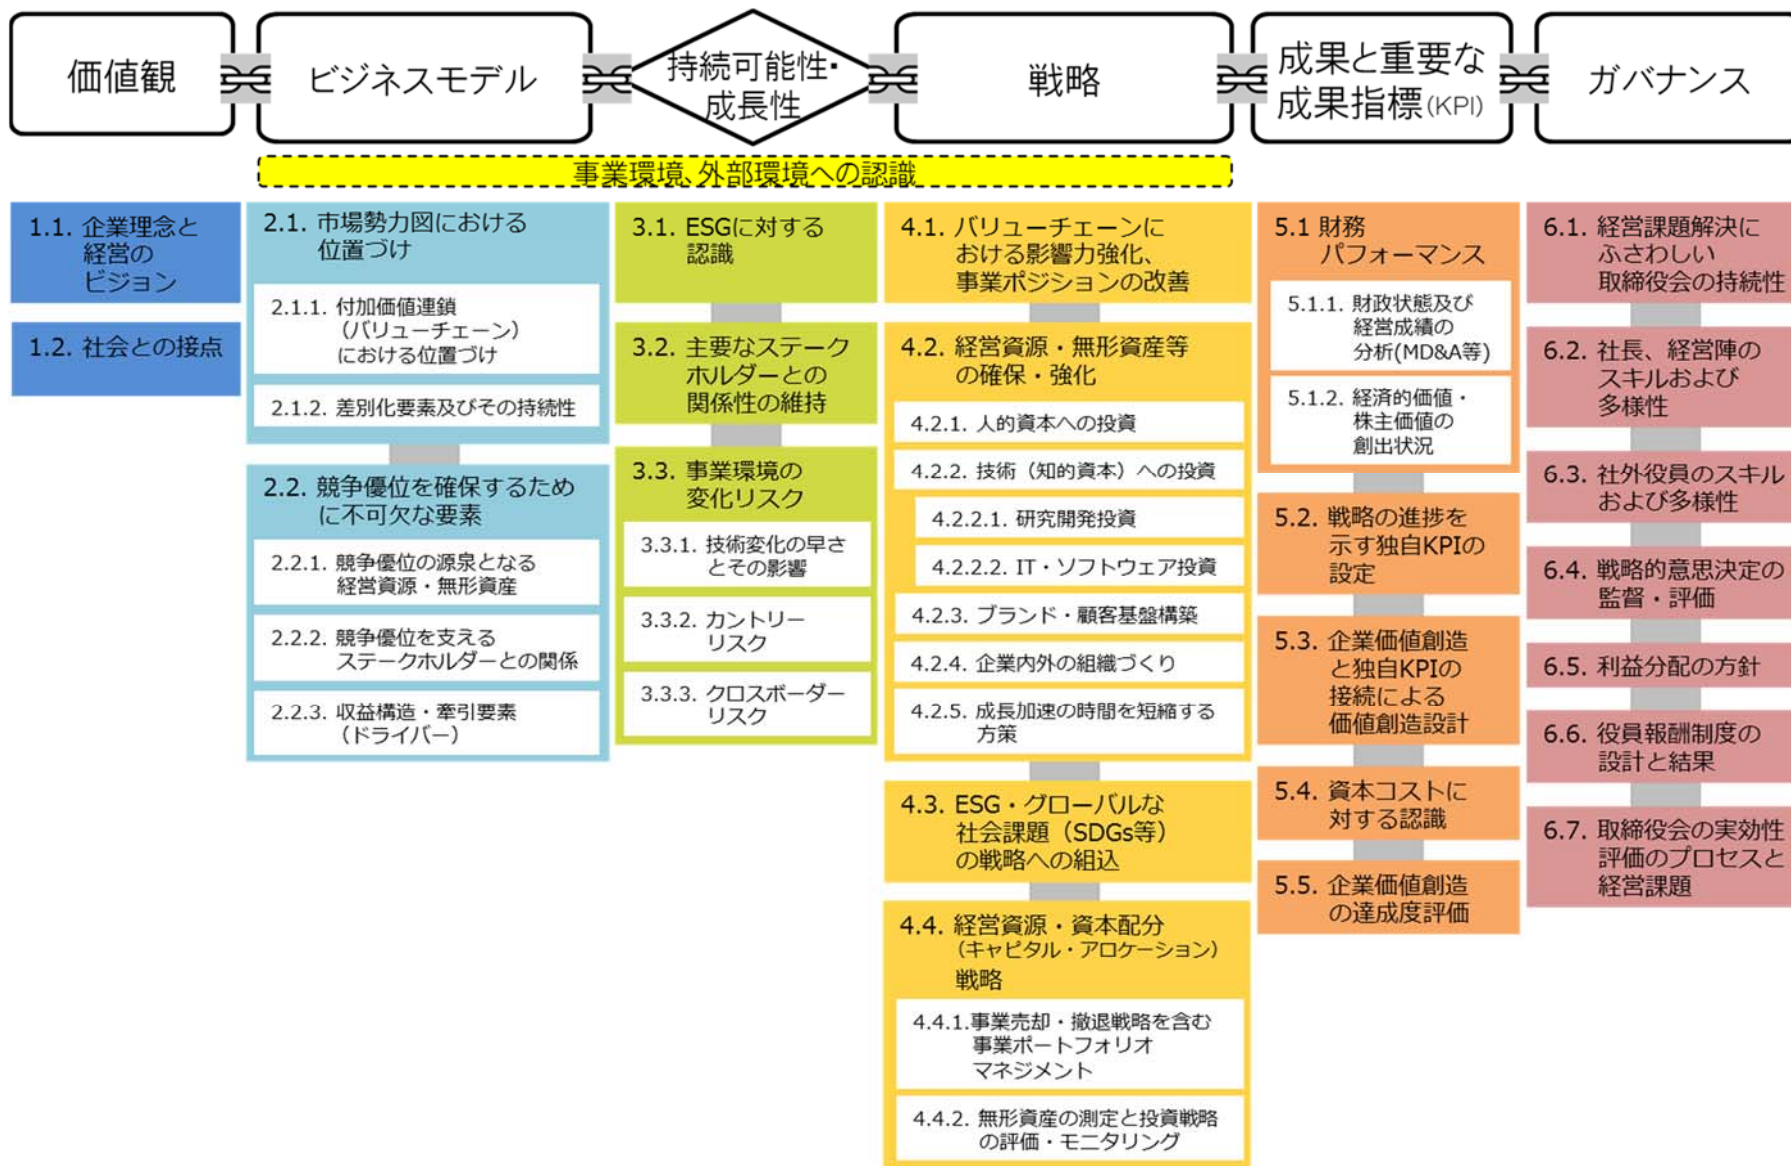 価値観
ビジネスモデル
持続可能性・
成長性
戦略
成果と重要な
成果指標(KPI)
ガバナンス
事業環境、外部環境への認識
1.1. 企業理念と
経営の
ビジョン
1.2. 社会との接点
2.1. 市場勢力図における
位置づけ
2.1.1. 付加価値連鎖
（バリューチェーン）
における位置づけ
2.1.2. 差別化要素及びその持続性
2.2. 競争優位を確保するため
に不可欠な要素
2.2.1. 競争優位の源泉となる
経営資源・無形資産
2.2.2. 競争優位を支える
ステークホルダーとの関係
2.2.3. 収益構造・牽引要素
（ドライバー）
3.1. ESGに対する
認識
3.2. 主要なステーク
ホルダーとの
関係性の維持
3.3. 事業環境の
変化リスク
3.3.1. 技術変化の早さ
とその影響
3.3.2. カントリー
リスク
3.3.3. クロスボーダー
リスク
4.1. バリューチェーンに
おける影響力強化、
事業ポジションの改善
4.2. 経営資源・無形資産等
の確保・強化
4.2.1. 人的資本への投資
4.2.2. 技術（知的資本）への投資
4.2.2.1. 研究開発投資
4.2.2.2. IT・ソフトウェア投資
4.2.3. ブランド・顧客基盤構築
4.2.4. 企業内外の組織づくり
4.2.5. 成長加速の時間を短縮する
方策
4.3. ESG・グローバルな
社会課題（SDGs等）
の戦略への組込
4.4. 経営資源・資本配分
（キャピタル・アロケーション）
戦略
4.4.1.事業売却・撤退戦略を含む
事業ポートフォリオ
マネジメント
4.4.2. 無形資産の測定と投資戦略
の評価・モニタリング
5.1 財務
パフォーマンス
5.1.1. 財政状態及び
経営成績の
分析(MD&A等)
5.1.2. 経済的価値・
株主価値の
創出状況
5.2. 戦略の進捗を
示す独自KPIの
設定
5.3. 企業価値創造
と独自KPIの
接続による
価値創造設計
5.4. 資本コストに
対する認識
5.5. 企業価値創造
の達成度評価
6.1. 経営課題解決に
ふさわしい
取締役会の持続性
6.2. 社長、経営陣の
スキルおよび
多様性
6.3. 社外役員のスキル
および多様性
6.4. 戦略的意思決定の
監督・評価
6.5. 利益分配の方針
6.6. 役員報酬制度の
設計と結果
6.7. 取締役会の実効性
評価のプロセスと
経営課題